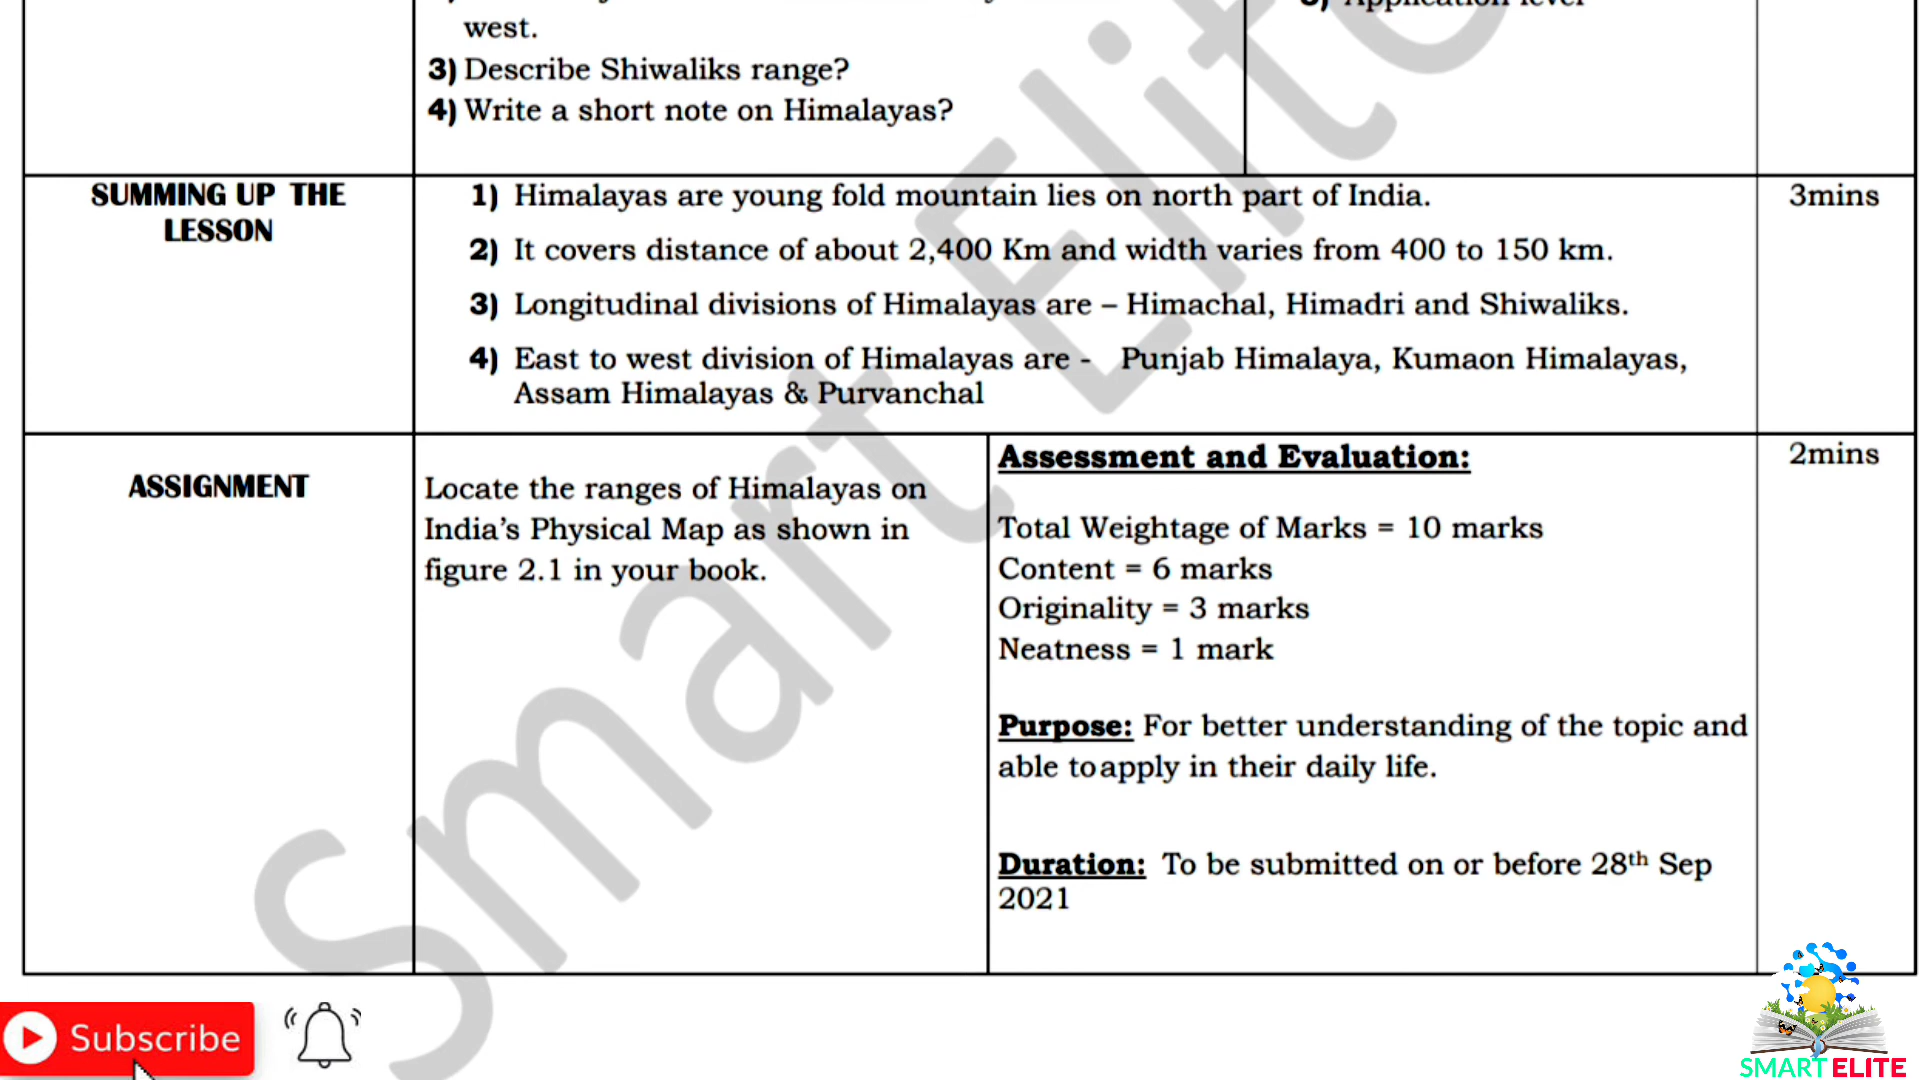 west.
3) Describe Shiwaliks range?
4) Write a short note on Himalayas?
SUMMING UP THE
LESSON
1) Himalayas are young fold mountain lies on north part of India.
2) It covers distance of about 2,400 Km and width varies from 400 to 150 km.
3) Longitudinal divisions of Himalayas are – Himachal, Himadri and Shiwaliks.
4) East to west division of Himalayas are - Punjab Himalaya, Kumaon Himalayas,
Assam Himalayas & Purvanchal
3mins
ASSIGNMENT
Locate the ranges of Himalayas on
India's Physical Map as shown in
figure 2.1 in your book.
Assessment and Evaluation:
Total Weightage of Marks = 10 marks
Content = 6 marks
Originality = 3 marks
Neatness = 1 mark
Purpose: For better understanding of the topic and
able to apply in their daily life.
Duration: To be submitted on or before 28th Sep
2021
2mins
Smart Elite
Subscribe
SMART ELITE